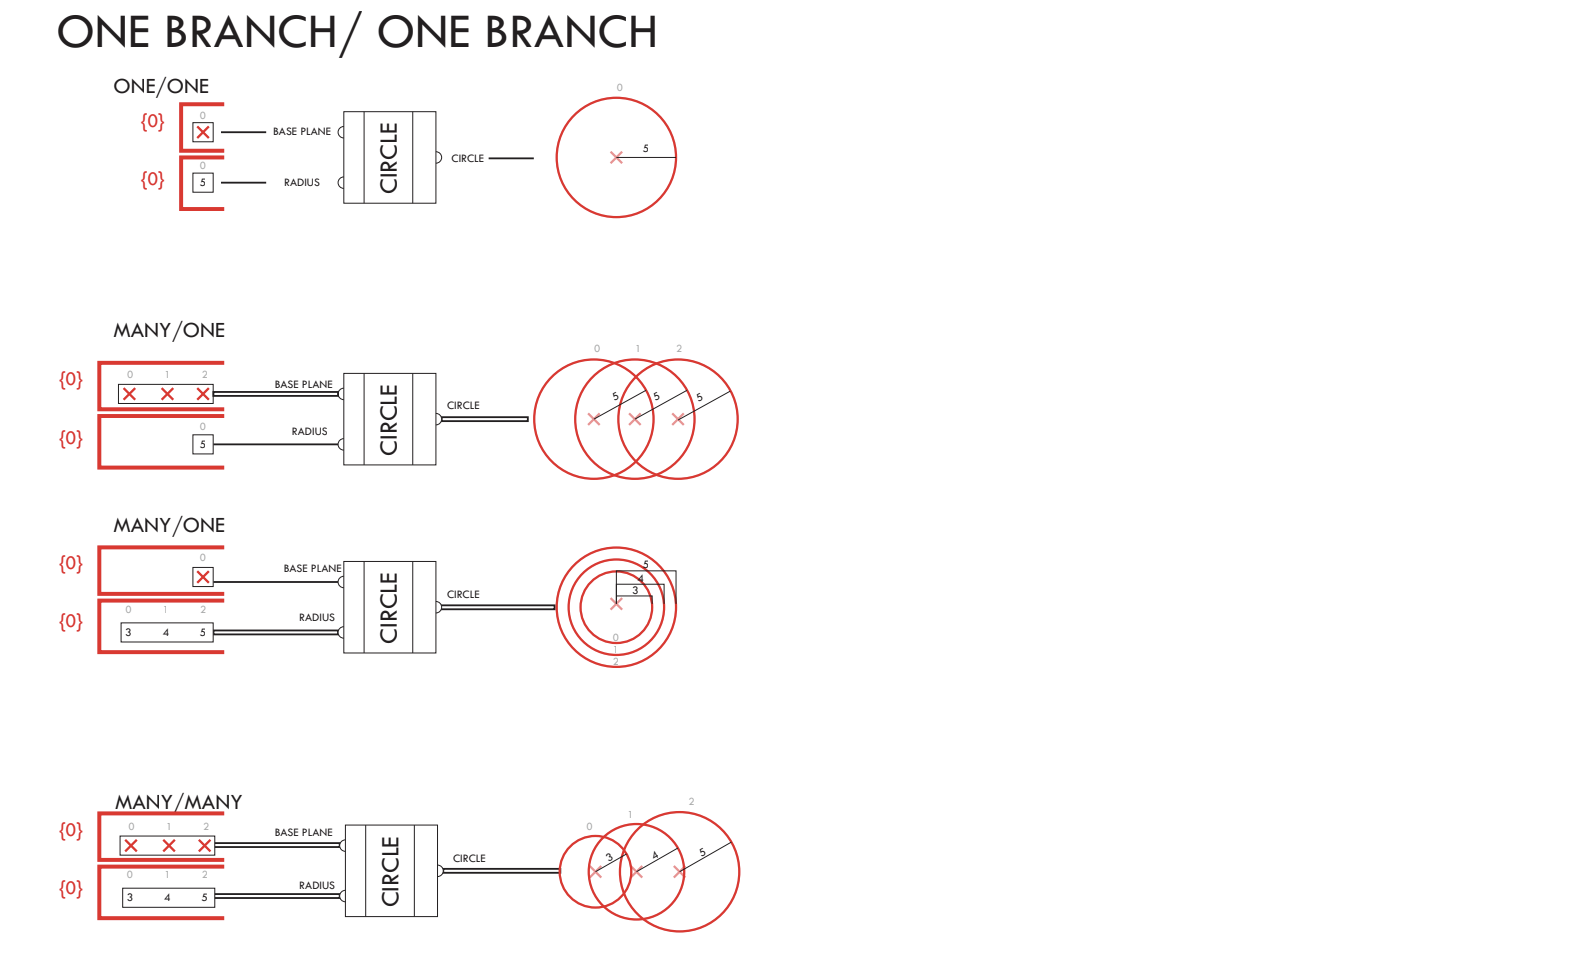 ONE BRANCH/ ONE BRANCH
ONE/ONE
{0}
0
BASE PLANE
{0}
0
5
RADIUS
CIRCLE
CIRCLE
0
5
MANY/ONE
{0}
0 1 2
BASE PLANE
{0}
0
5
RADIUS
CIRCLE
CIRCLE
0 1 2
5 5 5
MANY/ONE
{0}
0
BASE PLANE
{0}
0 1 2
3 4 5
RADIUS
CIRCLE
CIRCLE
5
4
3
0
1
2
MANY/MANY
{0}
0 1 2
BASE PLANE
{0}
0 1 2
3 4 5
RADIUS
CIRCLE
CIRCLE
0 1 2
3 4 5